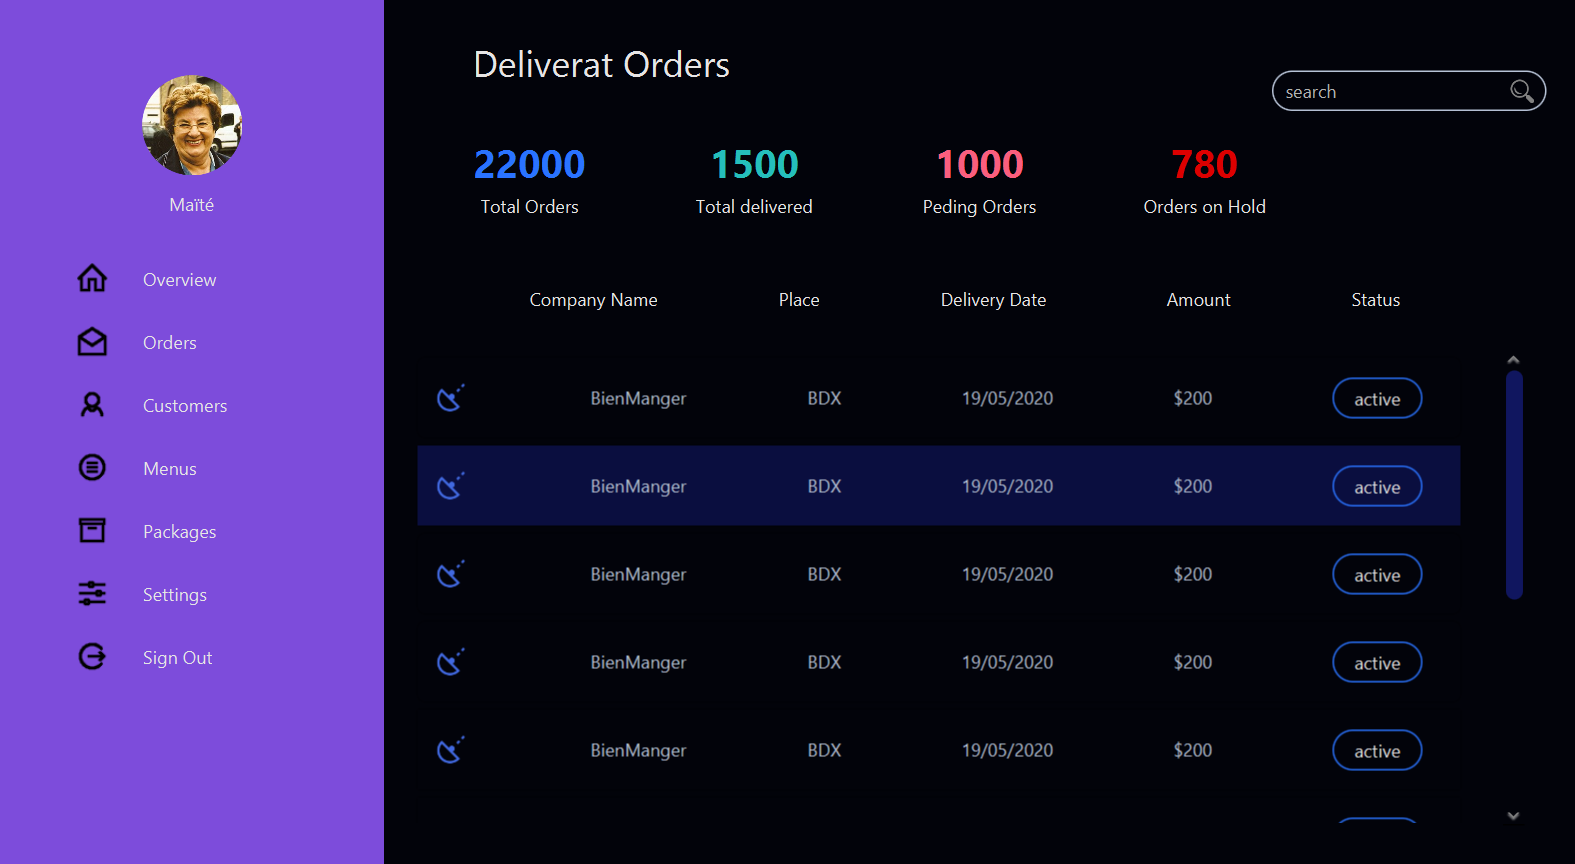 Deliverat Orders
search
22000 1500 1000 780
Total Orders Total delivered Peding Orders Orders on Hold
Maïté
Overview
Orders
Customers
Menus
Packages
Settings
Sign Out
Company Name Place Delivery Date Amount Status
BienManger BDX 19/05/2020 $200 active
BienManger BDX 19/05/2020 $200 active
BienManger BDX 19/05/2020 $200 active
BienManger BDX 19/05/2020 $200 active
BienManger BDX 19/05/2020 $200 active